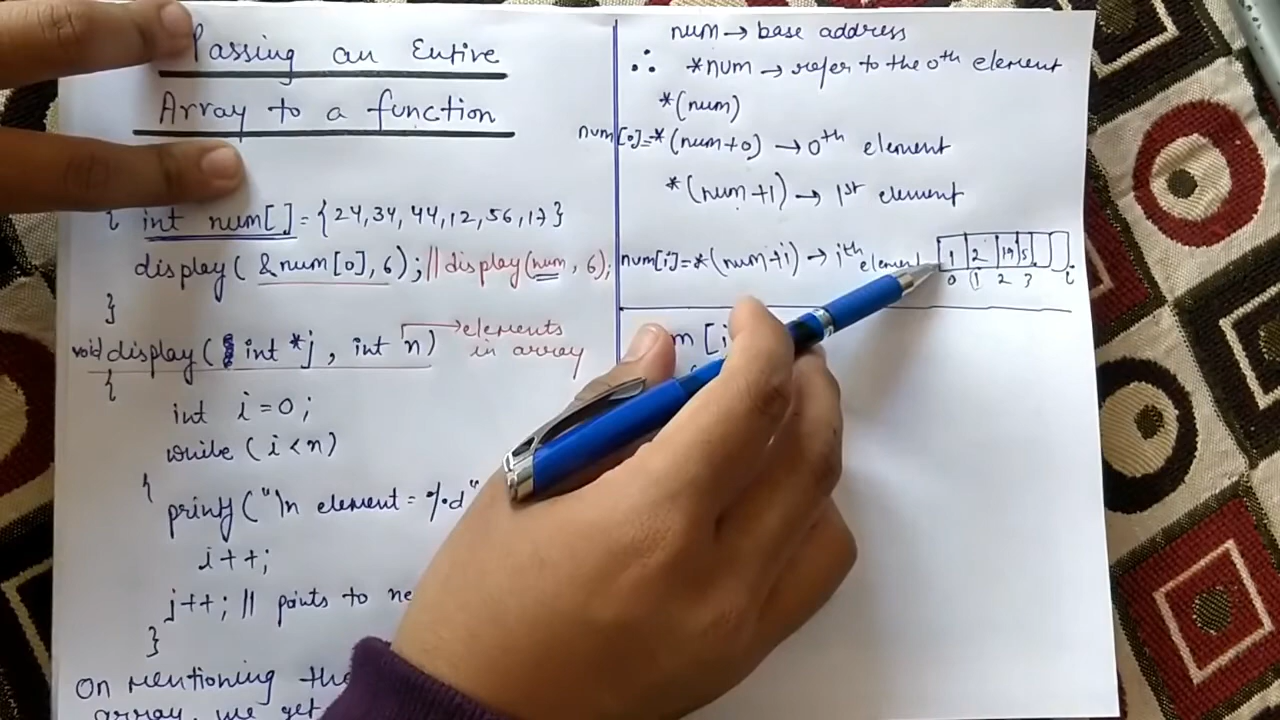 Passing an Entire
Array to a function
{ int num[] = {24,34,44,12,56,17}
display( &num[0], 6); // display(num, 6);
}
void display( int *j, int n) → elements
in array
{
int i=0;
while (i<n)
{ printf("\n element = %d"
i++;
j++; // points to ne
}
On mentioning the
array, we get
num → base address
∴ *num → refer to the 0th element
*(num)
num[0]=*(num+0) → 0th element
*(num+1) → 1st element
num[i]=*(num+i) → ith element
1 2 19 5
0 1 2 3 i
m[i